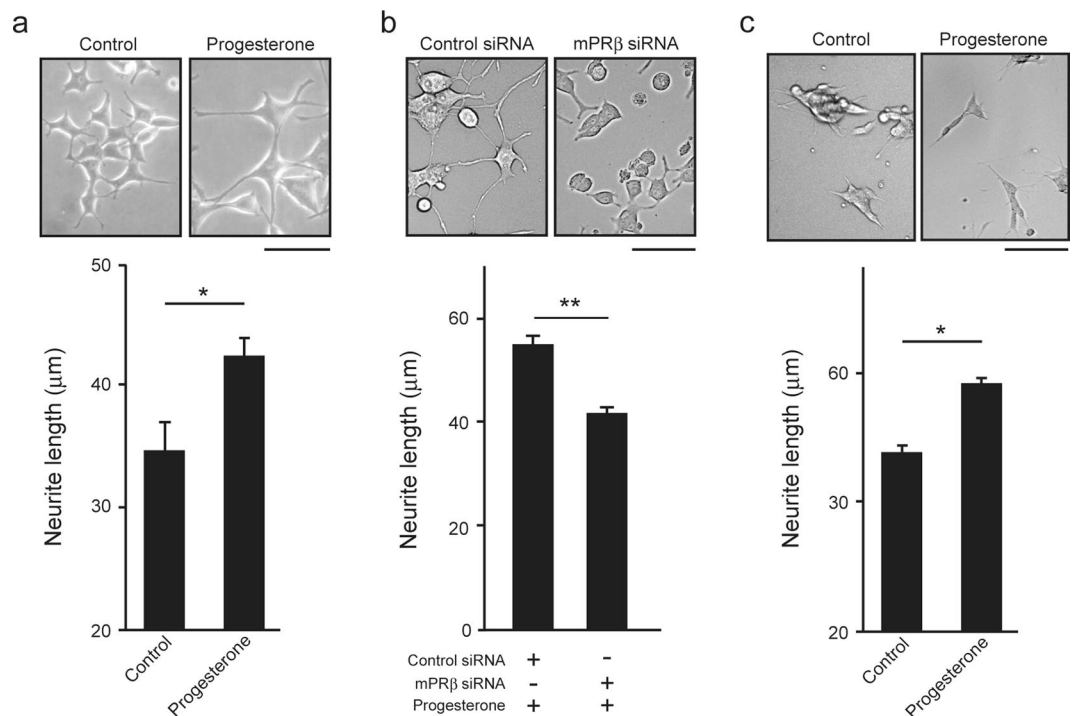 a
Control
Progesterone
50
40
30
20
Neurite length (μm)
*
Control
Progesterone
b
Control siRNA
mPRβ siRNA
60
40
20
0
Neurite length (μm)
**
Control siRNA + -
mPRβ siRNA - +
Progesterone + +
c
Control
Progesterone
60
30
20
Neurite length (μm)
*
Control
Progesterone